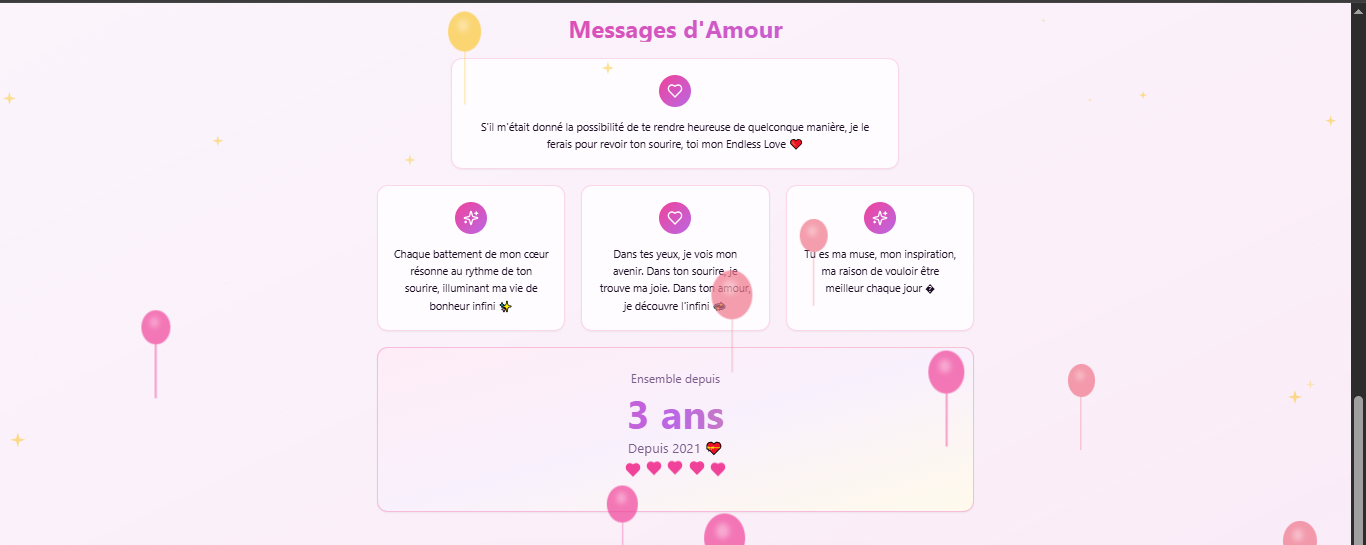 Messages d'Amour
S'il m'était donné la possibilité de te rendre heureuse de quelconque manière, je le
ferais pour revoir ton sourire, toi mon Endless Love ❤️
Chaque battement de mon cœur
résonne au rythme de ton
sourire, illuminant ma vie de
bonheur infini ✨
Dans tes yeux, je vois mon
avenir. Dans ton sourire, je
trouve ma joie. Dans ton amour,
je découvre l'infini
Tu es ma muse, mon inspiration,
ma raison de vouloir être
meilleur chaque jour �
Ensemble depuis
3 ans
Depuis 2021 💝